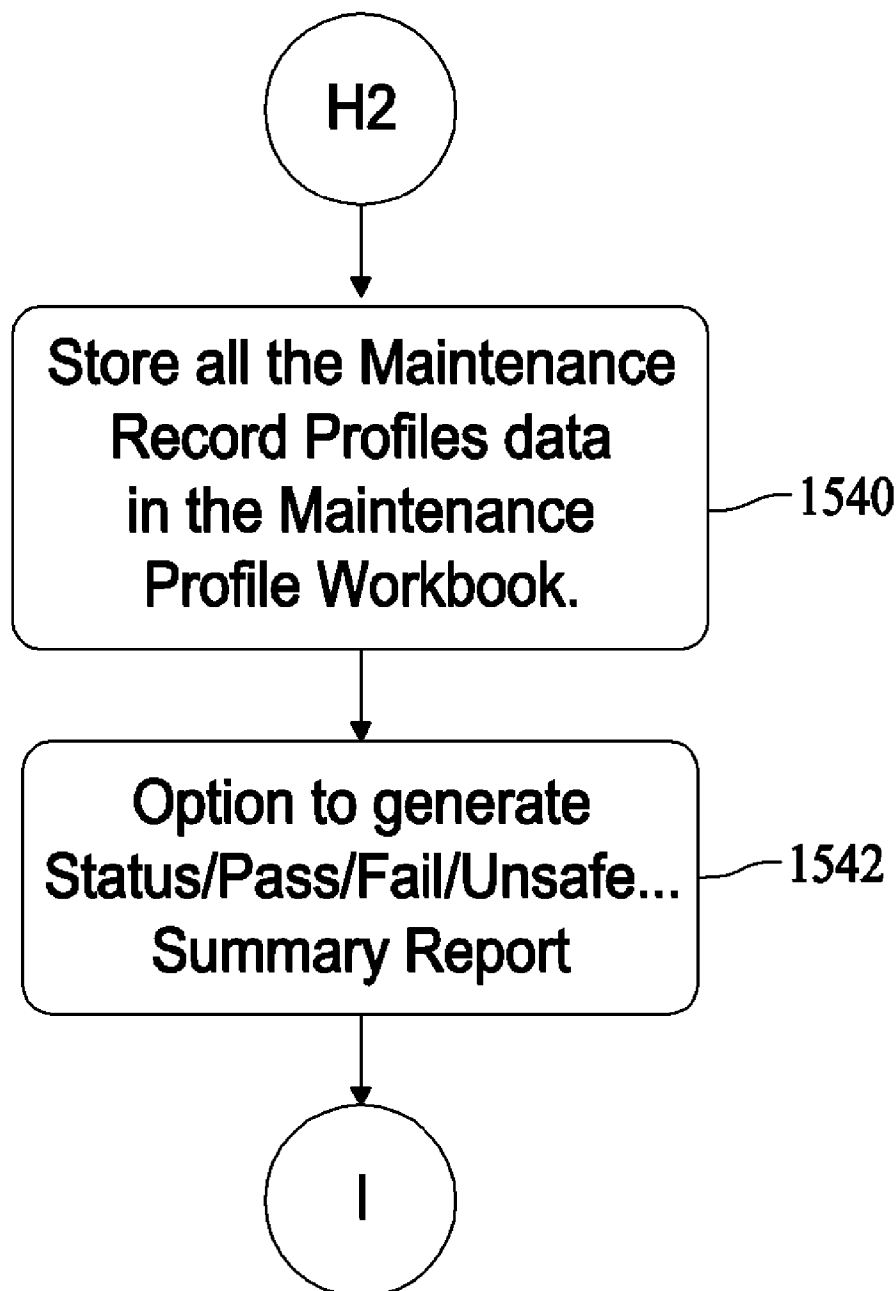 H2
Store all the Maintenance
Record Profiles data
in the Maintenance
Profile Workbook.
1540
Option to generate
Status/Pass/Fail/Unsafe...
Summary Report
1542
I